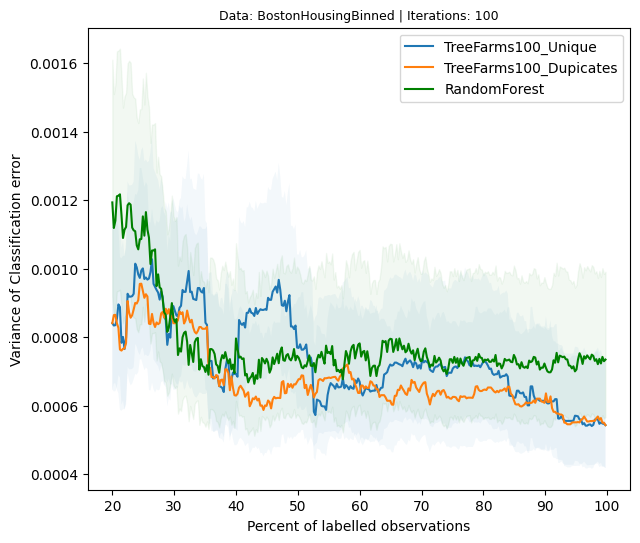 Data: BostonHousingBinned | Iterations: 100
TreeFarms100_Unique
TreeFarms100_Dupicates
RandomForest
Variance of Classification error
0.0016
0.0014
0.0012
0.0010
0.0008
0.0006
0.0004
20 30 40 50 60 70 80 90 100
Percent of labelled observations